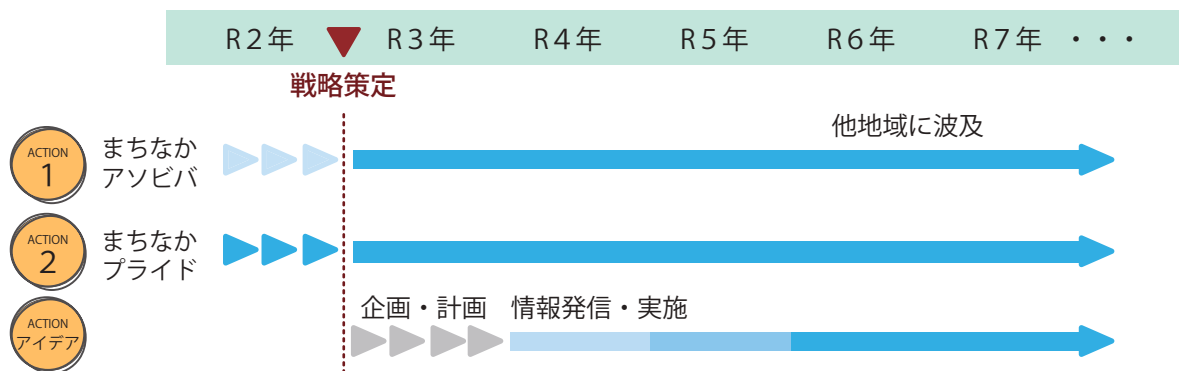 R2年 R3年 R4年 R5年 R6年 R7年 ・・・
戦略策定
他地域に波及
ACTION
1
まちなか
アソビバ
ACTION
2
まちなか
プライド
企画・計画 情報発信・実施
ACTION
アイデア